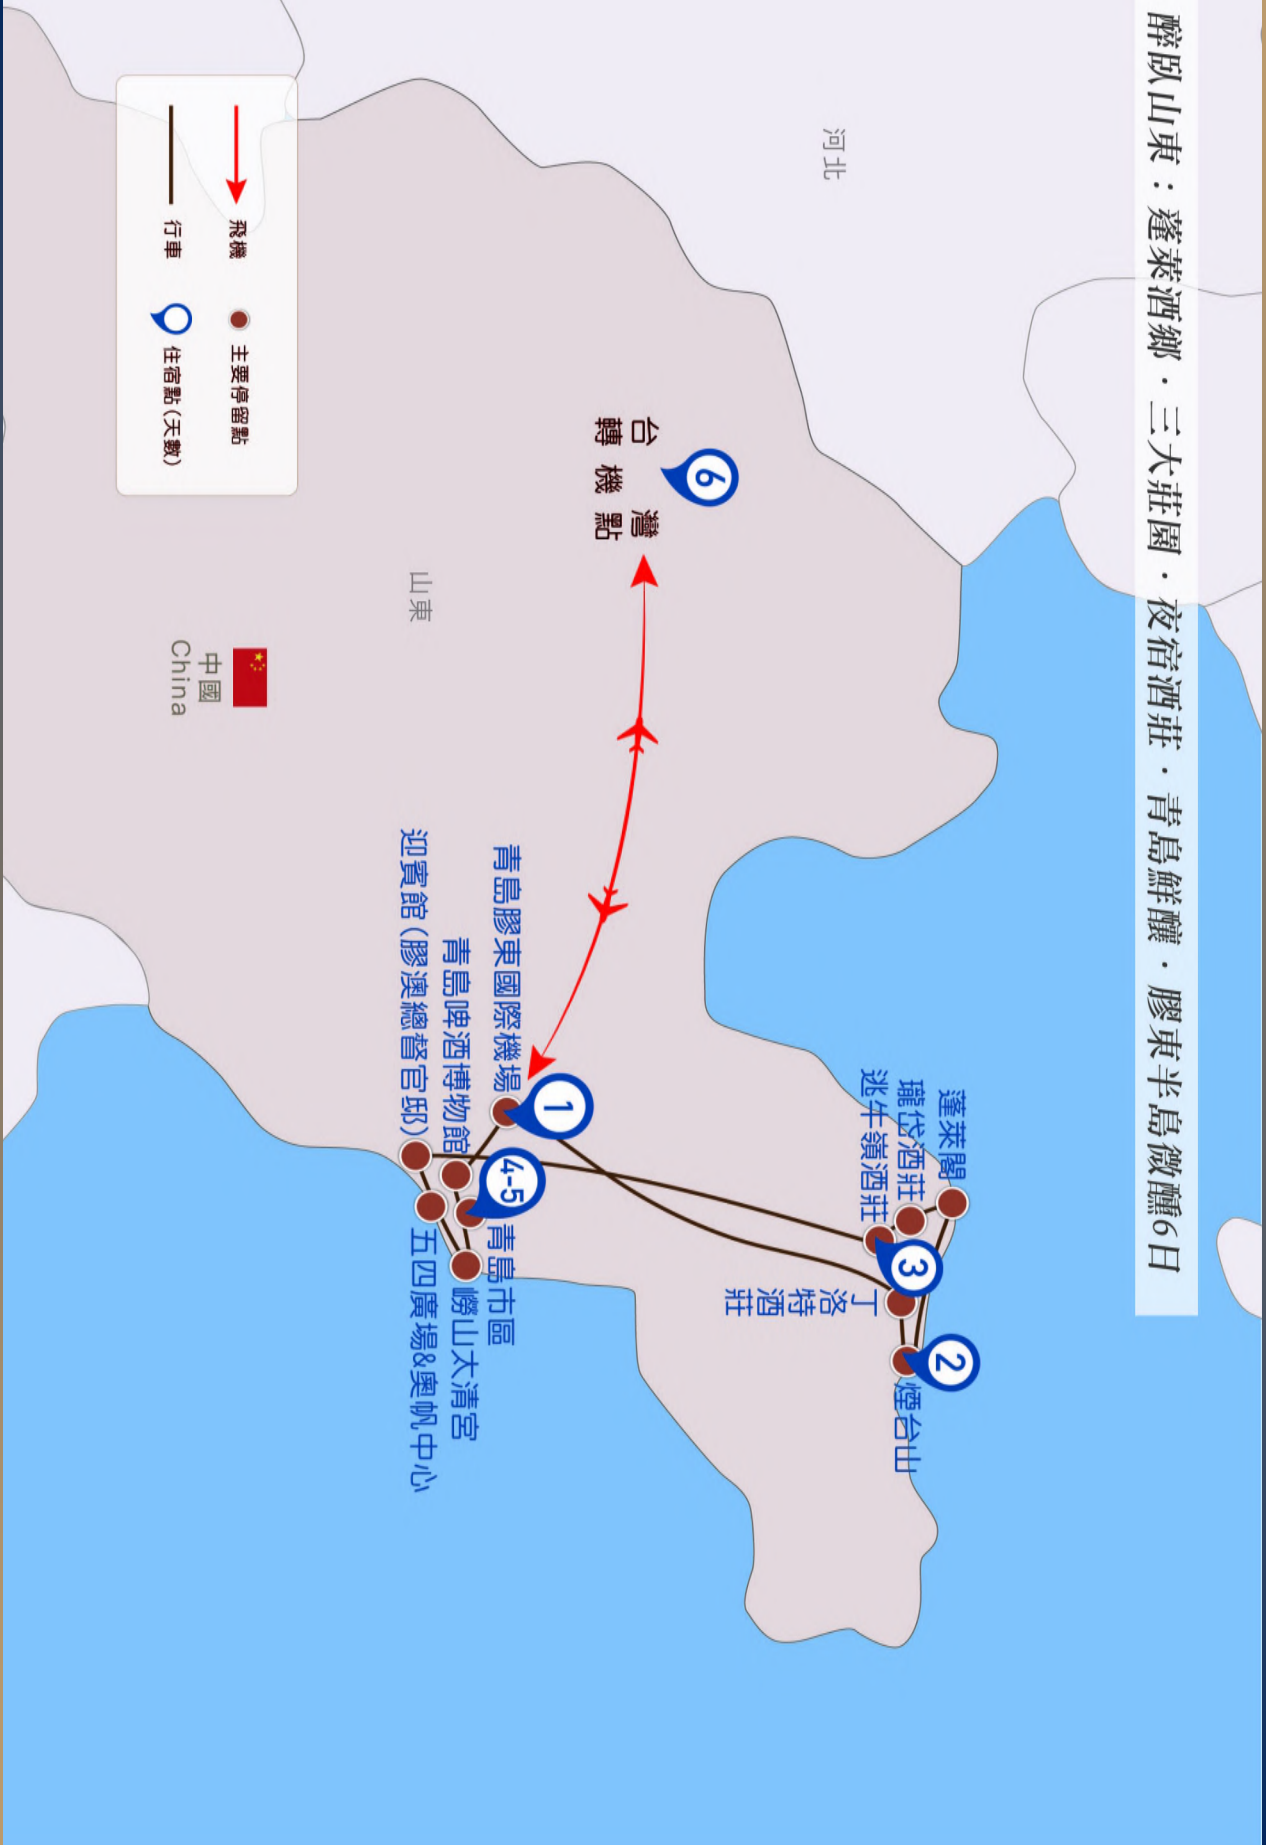 醉臥山東：蓬萊酒鄉．三大莊園．夜宿酒莊．青島鮮釀．膠東半島微醺6日
河北
6
台灣
轉機點
蓬萊閣
瓏岱酒莊
逃牛嶺酒莊
3
2
丁洛特酒莊
煙台山
1
青島膠東國際機場
4-5
青島啤酒博物館
青島市區
迎賓館(膠澳總督官邸)
嶗山太清宮
五四廣場&奧帆中心
山東
中國
China
飛機
主要停留點
行車
住宿點(天數)